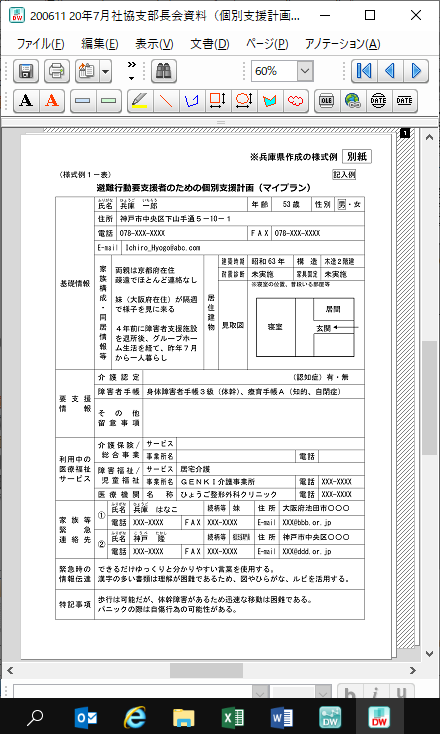 200611 20年7月社協支部長会資料（個別支援計画...
ファイル(F) 編集(E) 表示(V) 文書(D) ページ(P) アノテーション(A)
60%
A A OLE DATE DATE
1
※兵庫県作成の様式例 別紙
（様式例１－表） 記入例
避難行動要支援者のための個別支援計画（マイプラン）
基礎情報
ふりがな ひょうご いちろう
氏名 兵庫 一郎 年齢 53歳 性別 男・女
住所 神戸市中央区下山手通５－10－１
電話 078-XXX-XXXX FAX 078-XXX-XXXX
E-mail Ichiro_Hyogo@abc.com
家族構成・同居情報等
両親は京都府在住
疎遠でほとんど連絡なし
妹（大阪府在住）が隔週
で様子を見に来る
４年前に障害者支援施設
を退所後、グループホー
ム生活を経て、昨年７月
から一人暮らし
居住建物
建築時期 昭和63年 構造 木造２階建
耐震診断 未実施 家具固定 未実施
見取図
※寝室の位置、普段いる部屋等
寝室
居間
玄関
要支援
情報
介護認定 （認知症）有・無
障害者手帳 身体障害者手帳３級（体幹）、療育手帳Ａ（知的、自閉症）
その他
留意事項
利用中の
医療福祉
サービス
介護保険/
総合事業
サービス
事業所名 電話
障害福祉/
児童福祉
サービス 居宅介護
事業所名 ＧＥＮＫＩ介護事業所 電話 XXX-XXXX
医療機関 名称 ひょうご整形外科クリニック 電話 XXX-XXXX
家族等
緊急
連絡先
①
ふりがな ひょうご
氏名 兵庫 はなこ 続柄等 妹 住所 大阪府池田市〇〇〇
電話 XXX-XXXX FAX XXX-XXXX E-mail XXX@bbb.or.jp
②
氏名 神戸 隆 続柄等 住所 神戸市中央区〇〇〇
電話 XXX-XXXX FAX XXX-XXXX E-mail XXX@ddd.or.jp
緊急時の
情報伝達
できるだけゆっくりと分かりやすい言葉を使用する。
漢字の多い書類は理解が困難であるため、図やひらがな、ルビを活用する。
特記事項
歩行は可能だが、体幹障害があるため迅速な移動は困難である。
パニックの際は自傷行為の可能性がある。
b i u
DW DW